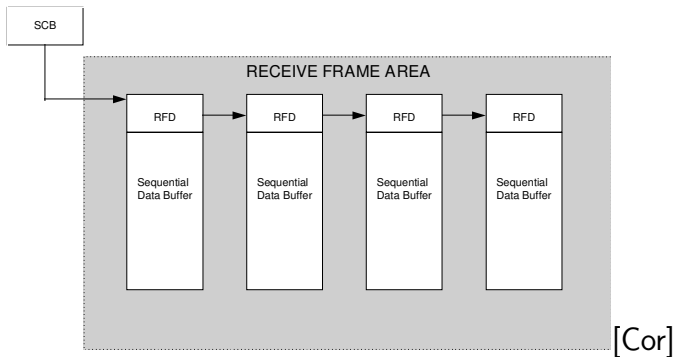 SCB
RECEIVE FRAME AREA
RFD
RFD
RFD
RFD
Sequential
Data Buffer
Sequential
Data Buffer
Sequential
Data Buffer
Sequential
Data Buffer
[Cor]